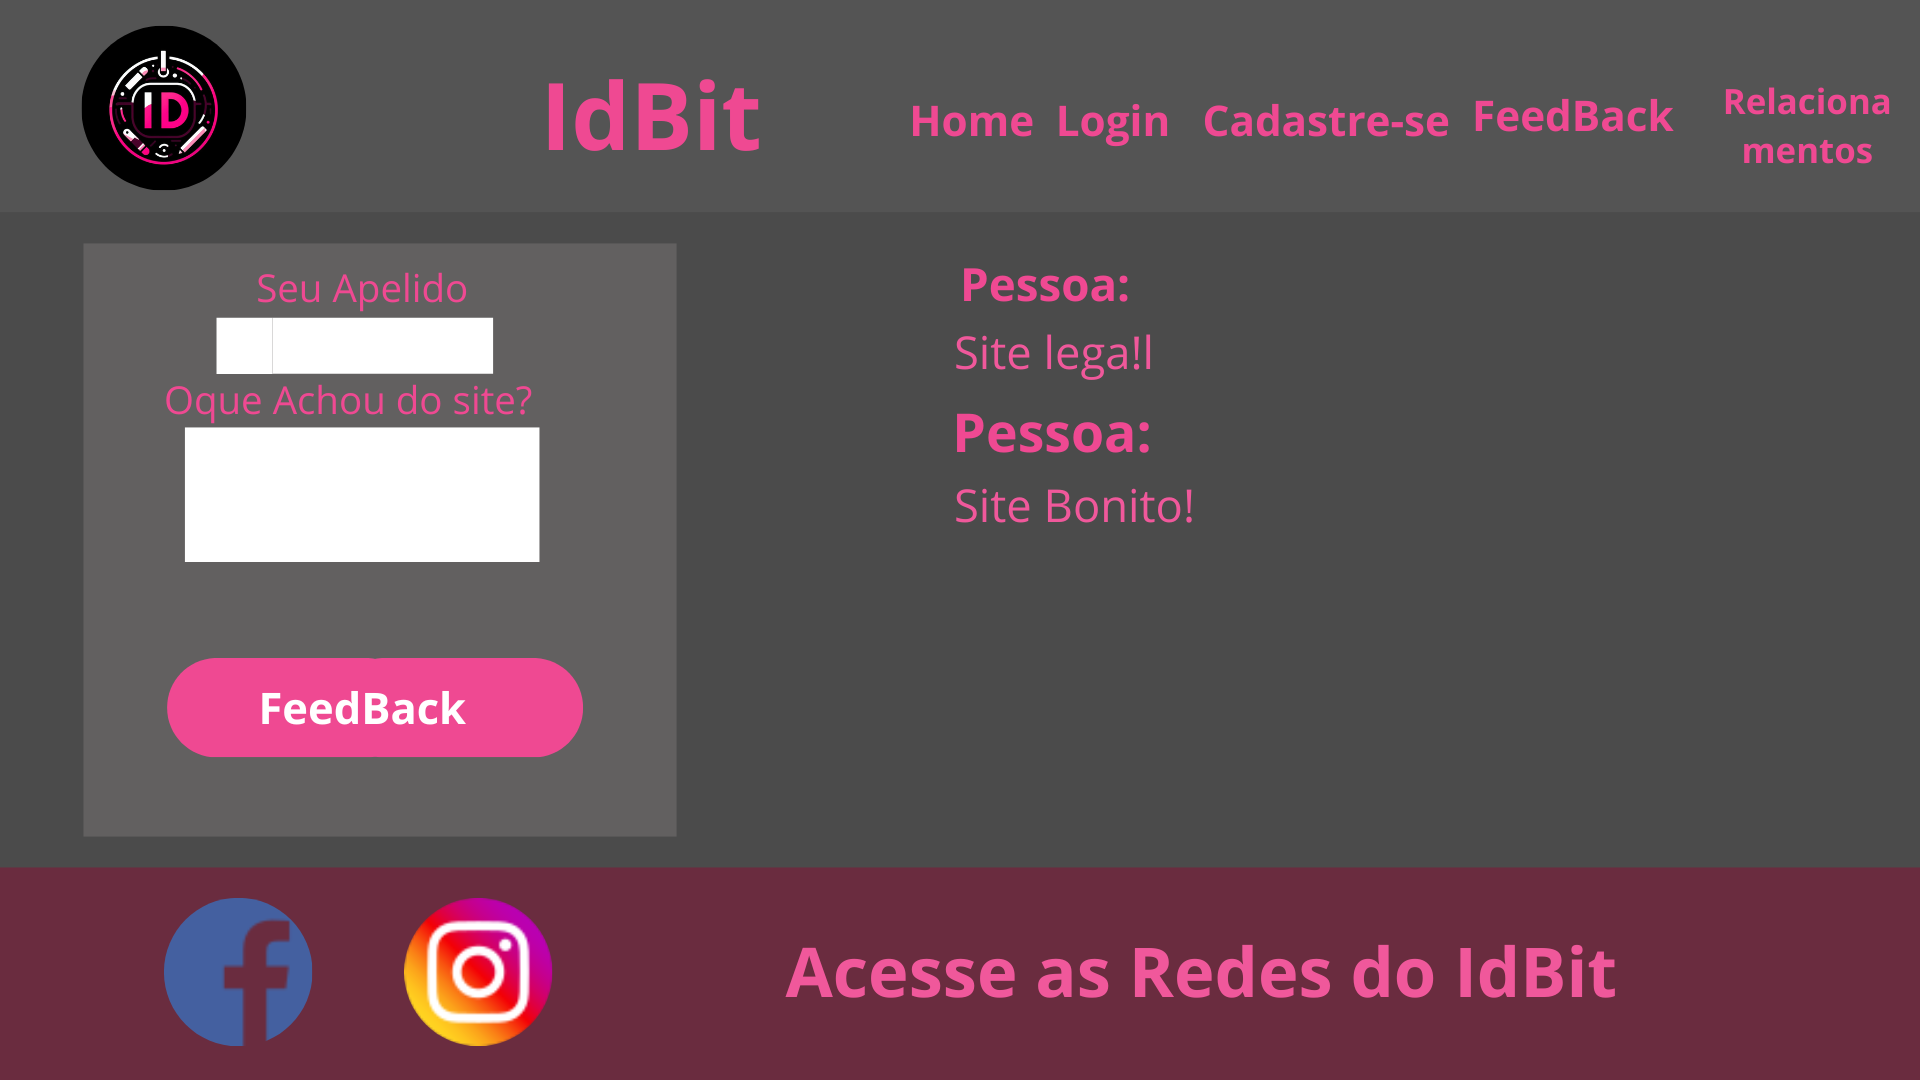 ID
IdBit
Home Login Cadastre-se FeedBack
Relaciona
mentos
Seu Apelido
Oque Achou do site?
FeedBack
Pessoa:
Site lega!l
Pessoa:
Site Bonito!
Acesse as Redes do IdBit